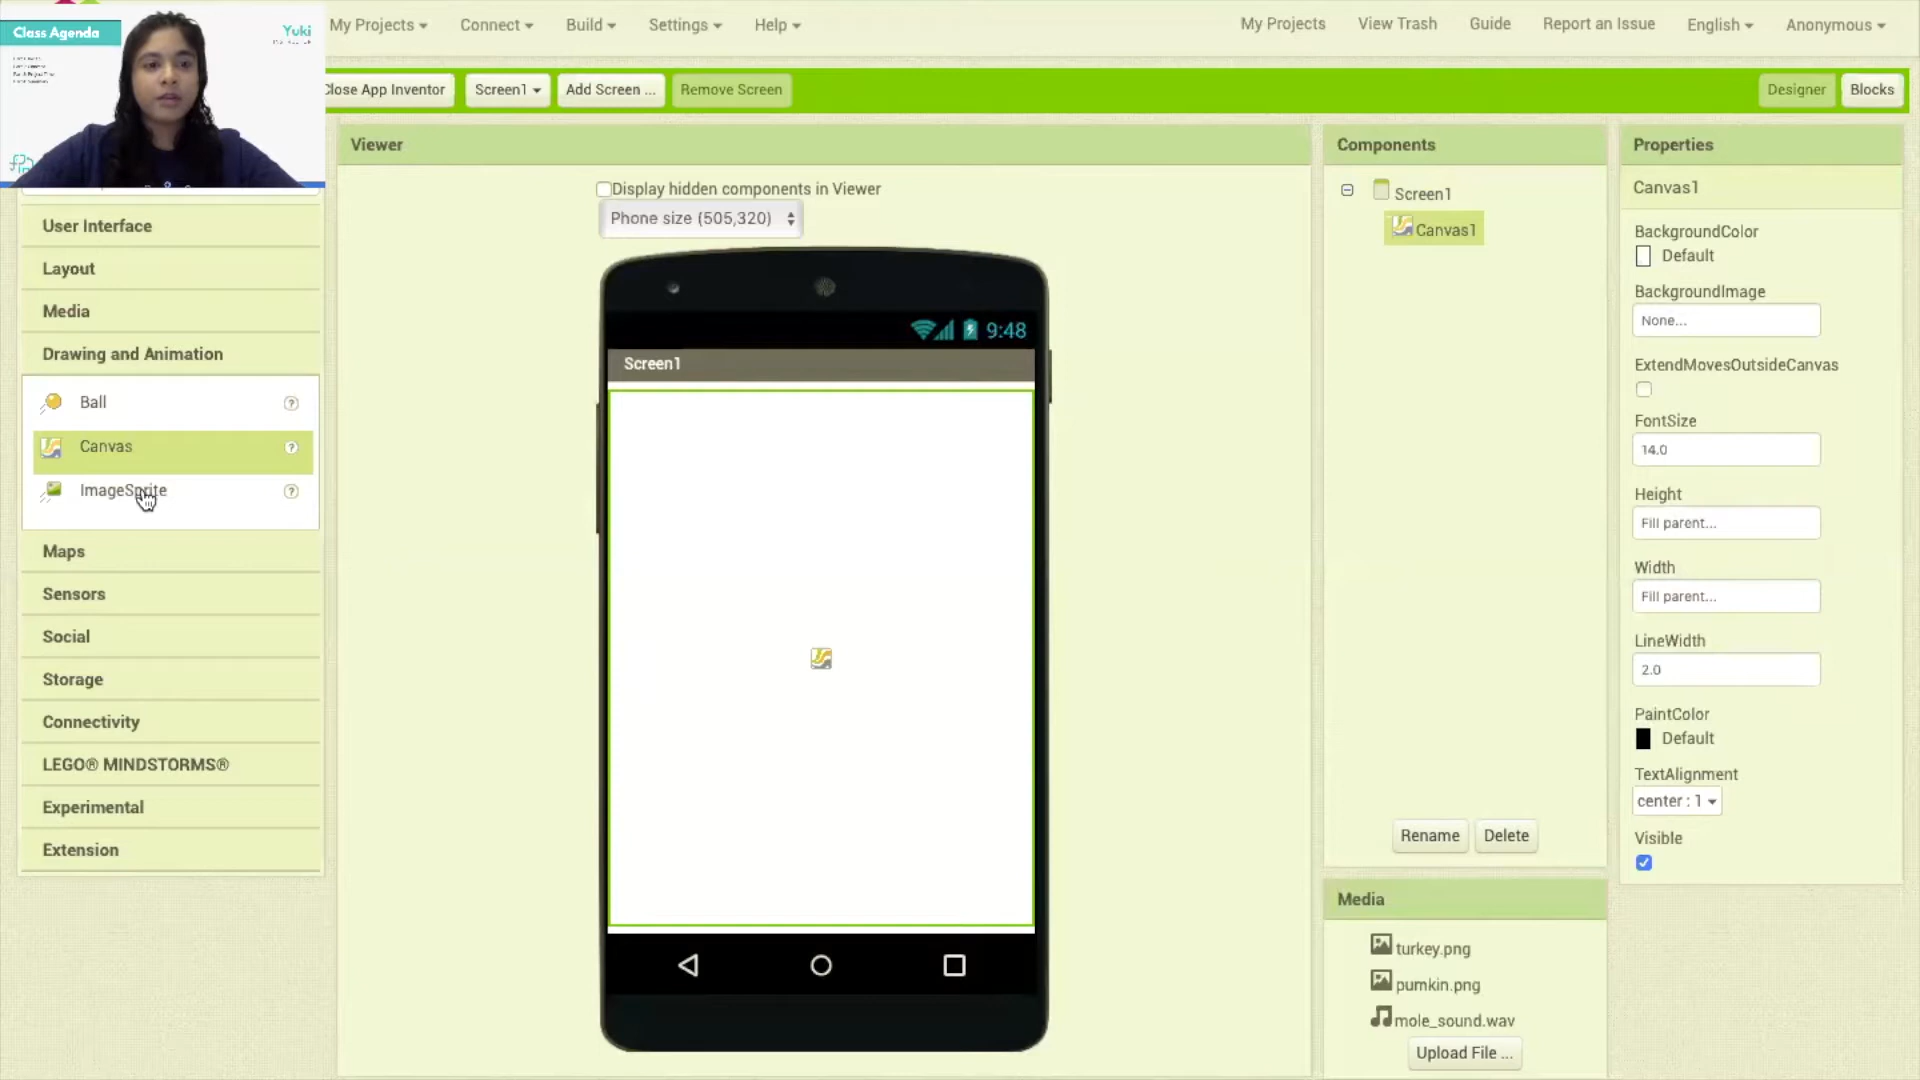 Class Agenda
Yuki
My Projects
Connect
Build
Settings
Help
My Projects
View Trash
Guide
Report an Issue
English
Anonymous
Close App Inventor
Screen1
Add Screen ...
Remove Screen
Designer
Blocks
Viewer
Components
Properties
Display hidden components in Viewer
Phone size (505,320)
User Interface
Layout
Media
Drawing and Animation
Ball
?
Canvas
?
ImageSprite
?
Maps
Sensors
Social
Storage
Connectivity
LEGO® MINDSTORMS®
Experimental
Extension
9:48
Screen1
Screen1
Canvas1
Rename
Delete
Media
turkey.png
pumkin.png
mole_sound.wav
Upload File ...
Canvas1
BackgroundColor
Default
BackgroundImage
None...
ExtendMovesOutsideCanvas
FontSize
14.0
Height
Fill parent...
Width
Fill parent...
LineWidth
2.0
PaintColor
Default
TextAlignment
center : 1
Visible